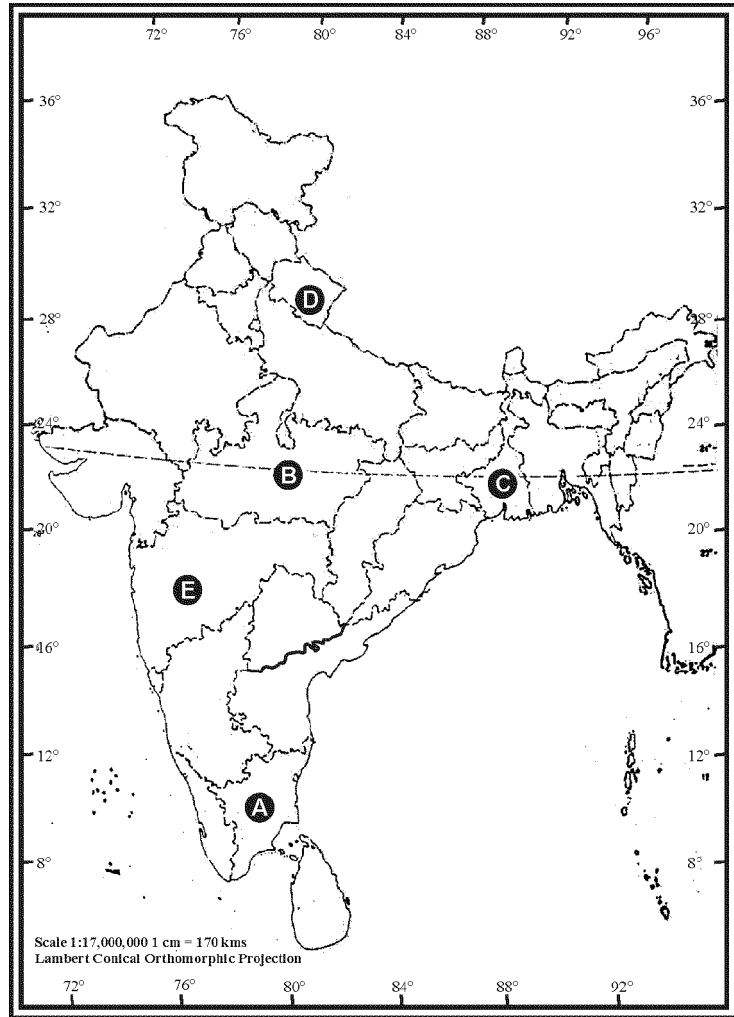 72° 76° 80° 84° 88° 92° 96°
36° 36°
32° 32°
D
28° 28°
24° 24°
24°
B
C
20° 20°
E
16° 16°
12° 12°
A
8° 8°
Scale 1:17,000,000 1 cm = 170 kms
Lambert Conical Orthomorphic Projection
72° 76° 80° 84° 88° 92°